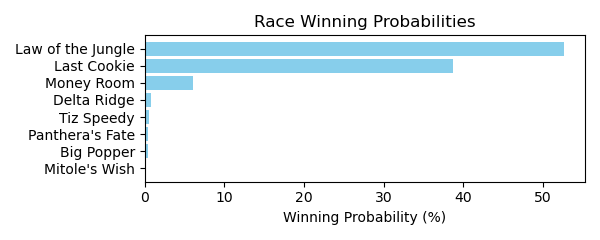 Race Winning Probabilities
Law of the Jungle
Last Cookie
Money Room
Delta Ridge
Tiz Speedy
Panthera's Fate
Big Popper
Mitole's Wish
0 10 20 30 40 50
Winning Probability (%)